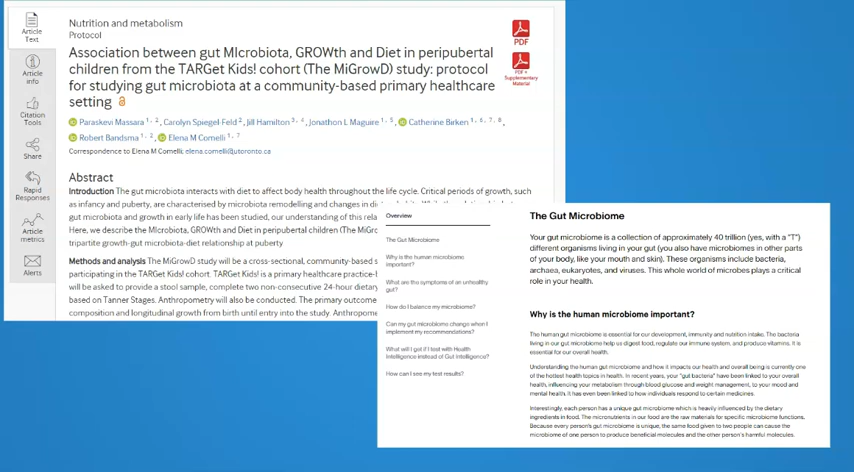 Article
Text
Article
info
Citation
Tools
Share
Rapid
Responses
Article
metrics
Alerts
Nutrition and metabolism
Protocol
Association between gut MIcrobiota, GROWth and Diet in peripubertal
children from the TARGet Kids! cohort (The MiGrowD) study: protocol
for studying gut microbiota at a community-based primary healthcare
setting
PDF
PDF +
Supplementary
Material
Paraskevi Massara 1, 2, Carolyn Spiegel-Feld 2, Jill Hamilton 3, 4, Jonathon L Maguire 1, 5, Catherine Birken 1, 6, 7, 8,
Robert Bandsma 1, 2, Elena M Comelli 1, 7
Correspondence to Elena M Comelli; elena.comelli@utoronto.ca
Abstract
Introduction The gut microbiota interacts with diet to affect body health throughout the life cycle. Critical periods of growth, such
as infancy and puberty, are characterised by microbiota remodelling and changes in
gut microbiota and growth in early life has been studied, our understanding of this
Here, we describe the MIcrobiota, GROWth and Diet in peripubertal children (The MiGro
tripartite growth-gut microbiota-diet relationship at puberty
Methods and analysis The MiGrowD study will be a cross-sectional, community-based s
participating in the TARGet Kids! cohort. TARGet Kids! is a primary healthcare practice-
will be asked to provide a stool sample, complete two non-consecutive 24-hour dietary
based on Tanner Stages. Anthropometry will also be conducted. The primary outcome
composition and longitudinal growth from birth until entry into the study. Anthropome
Overview
The Gut Microbiome
Why is the human microbiome
important?
What are the symptoms of an unhealthy
gut?
How do I balance my microbiome?
Can my gut microbiome change when I
implement my recommendations?
What will I get if I test with Health
Intelligence instead of Gut Intelligence?
How can I see my test results?
The Gut Microbiome
Your gut microbiome is a collection of approximately 40 trillion (yes, with a "T")
different organisms living in your gut (you also have microbiomes in other parts
of your body, like your mouth and skin). These organisms include bacteria,
archaea, eukaryotes, and viruses. This whole world of microbes plays a critical
role in your health.
Why is the human microbiome important?
The human gut microbiome is essential for our development, immunity and nutrition intake. The bacteria
living in our gut microbiome help us digest food, regulate our immune system, and produce vitamins. It is
essential for our overall health.
Understanding the human gut microbiome and how it impacts our health and overall being is currently one
of the hottest health topics in health. In recent years, your "gut bacteria" have been linked to your overall
health, influencing your metabolism through blood glucose and weight management, to your mood and
mental health. It has even been linked to how individuals respond to certain medicines.
Interestingly, each person has a unique gut microbiome which is heavily influenced by the dietary
ingredients in food. The micronutrients in our food are the raw materials for specific microbiome functions.
Because every person's gut microbiome is unique, the same food given to two people can cause the
microbiome of one person to produce beneficial molecules and the other person's harmful molecules.